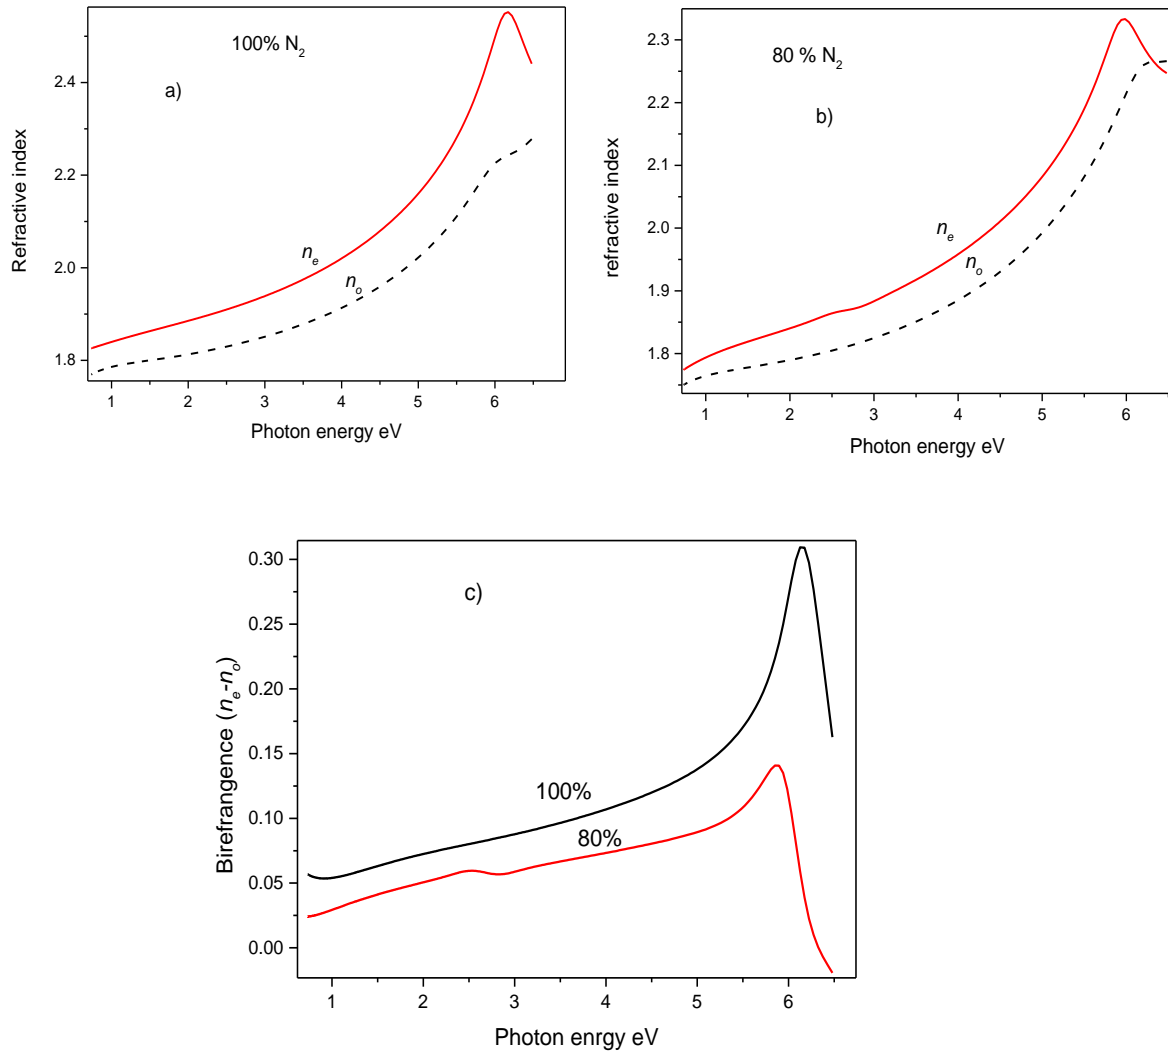 100% N2
a)
Refractive index
2.4
2.2
2.0
1.8
ne
no
1
2
3
4
5
6
Photon energy eV
80 % N2
b)
refractive index
2.3
2.2
2.1
2.0
1.9
1.8
ne
no
1
2
3
4
5
6
Photon energy eV
c)
Birefrangence (ne-no)
0.30
0.25
0.20
0.15
0.10
0.05
0.00
100%
80%
1
2
3
4
5
6
Photon enrgy eV